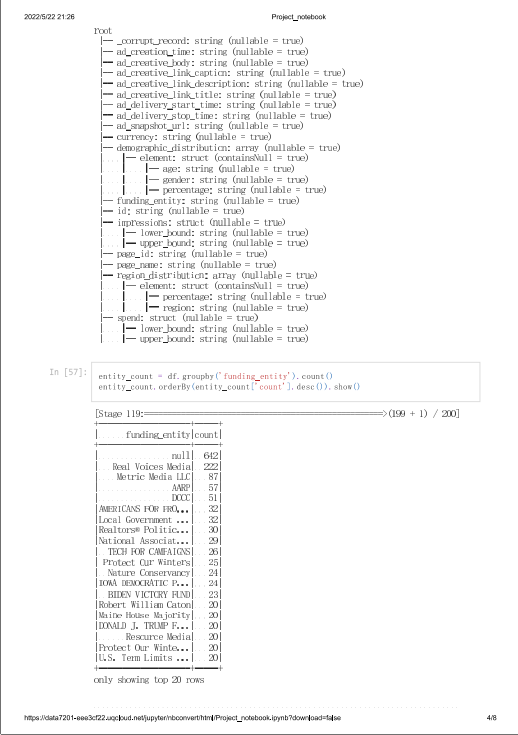 2022/5/22 21:26 Project_notebook
root
|-- _corrupt_record: string (nullable = true)
|-- ad_creation_time: string (nullable = true)
|-- ad_creative_body: string (nullable = true)
|-- ad_creative_link_caption: string (nullable = true)
|-- ad_creative_link_description: string (nullable = true)
|-- ad_creative_link_title: string (nullable = true)
|-- ad_delivery_start_time: string (nullable = true)
|-- ad_delivery_stop_time: string (nullable = true)
|-- ad_snapshot_url: string (nullable = true)
|-- currency: string (nullable = true)
|-- demographic_distribution: array (nullable = true)
|    |-- element: struct (containsNull = true)
|    |    |-- age: string (nullable = true)
|    |    |-- gender: string (nullable = true)
|    |    |-- percentage: string (nullable = true)
|-- funding_entity: string (nullable = true)
|-- id: string (nullable = true)
|-- impressions: struct (nullable = true)
|    |-- lower_bound: string (nullable = true)
|    |-- upper_bound: string (nullable = true)
|-- page_id: string (nullable = true)
|-- page_name: string (nullable = true)
|-- region_distribution: array (nullable = true)
|    |-- element: struct (containsNull = true)
|    |    |-- percentage: string (nullable = true)
|    |    |-- region: string (nullable = true)
|-- spend: struct (nullable = true)
|    |-- lower_bound: string (nullable = true)
|    |-- upper_bound: string (nullable = true)
In [57]: entity_count = df.groupby('funding_entity').count()
entity_count.orderBy(entity_count['count'].desc()).show()
[Stage 119:=====================================================>(199 + 1) / 200]
+--------------------+-----+
|      funding_entity|count|
+--------------------+-----+
|                null|  642|
|   Real Voices Media|  222|
|    Metric Media LLC|   87|
|                AARP|   57|
|                DCCC|   51|
|AMERICANS FOR PRO...|   32|
|Local Government ...|   32|
|Realtors® Politic...|   30|
|National Associat...|   29|
|  TECH FOR CAMPAIGNS|   26|
| Protect Our Winters|   25|
|  Nature Conservancy|   24|
|IOWA DEMOCRATIC P...|   24|
|  BIDEN VICTORY FUND|   23|
|Robert William Caton|   20|
|Maine House Majority|   20|
|DONALD J. TRUMP F...|   20|
|      Resource Media|   20|
|Protect Our Winte...|   20|
|U.S. Term Limits ...|   20|
+--------------------+-----+
only showing top 20 rows
https://data7201-eee3cf22.uqcloud.net/jupyter/nbconvert/html/Project_notebook.ipynb?download=false 4/8